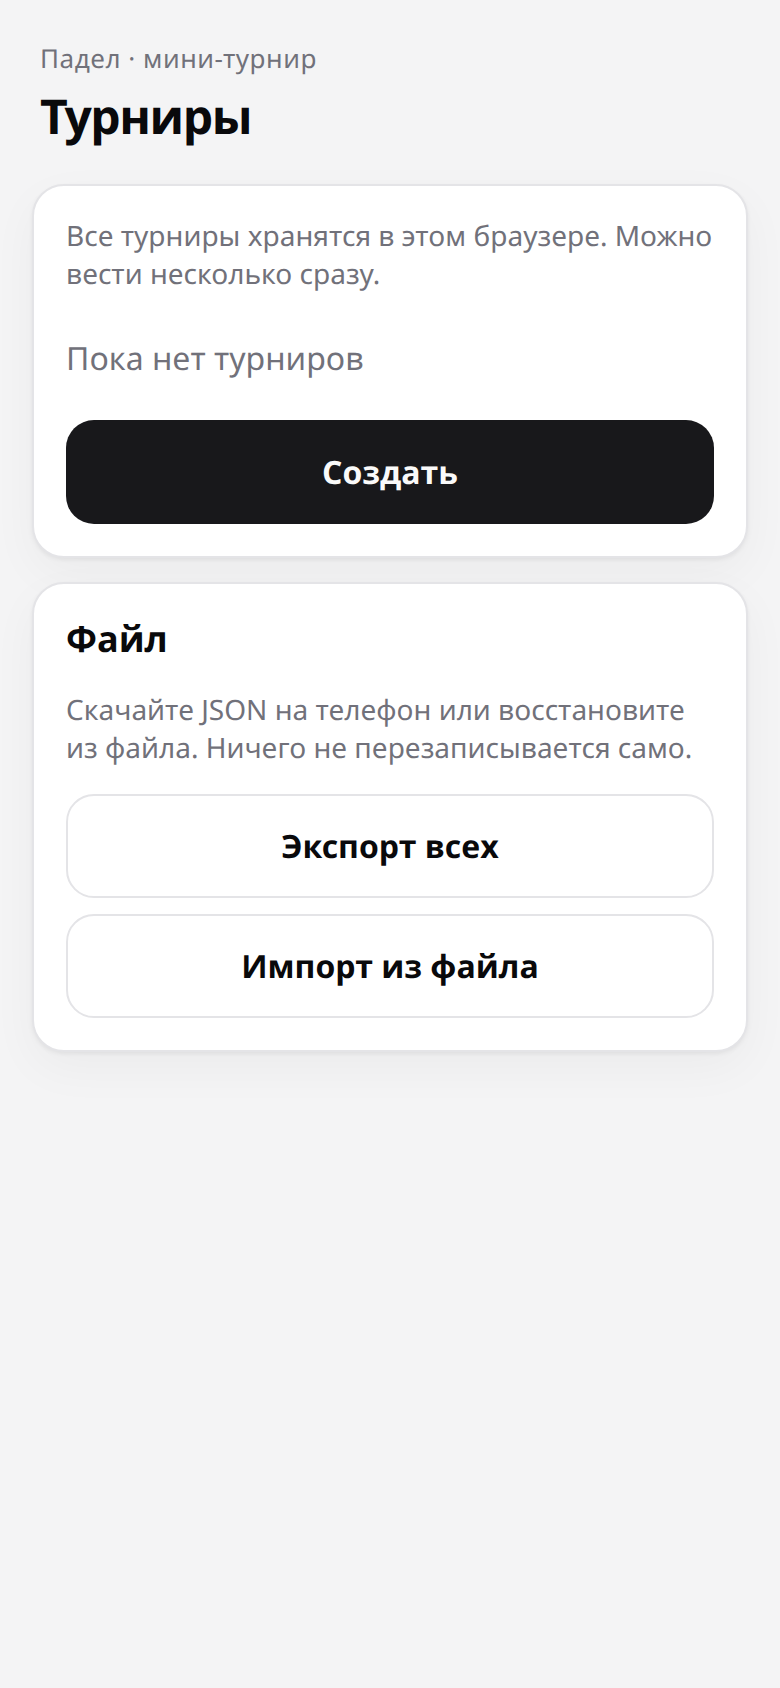 Падел · мини-турнир
Турниры
Все турниры хранятся в этом браузере. Можно
вести несколько сразу.
Пока нет турниров
Создать
Файл
Скачайте JSON на телефон или восстановите
из файла. Ничего не перезаписывается само.
Экспорт всех
Импорт из файла